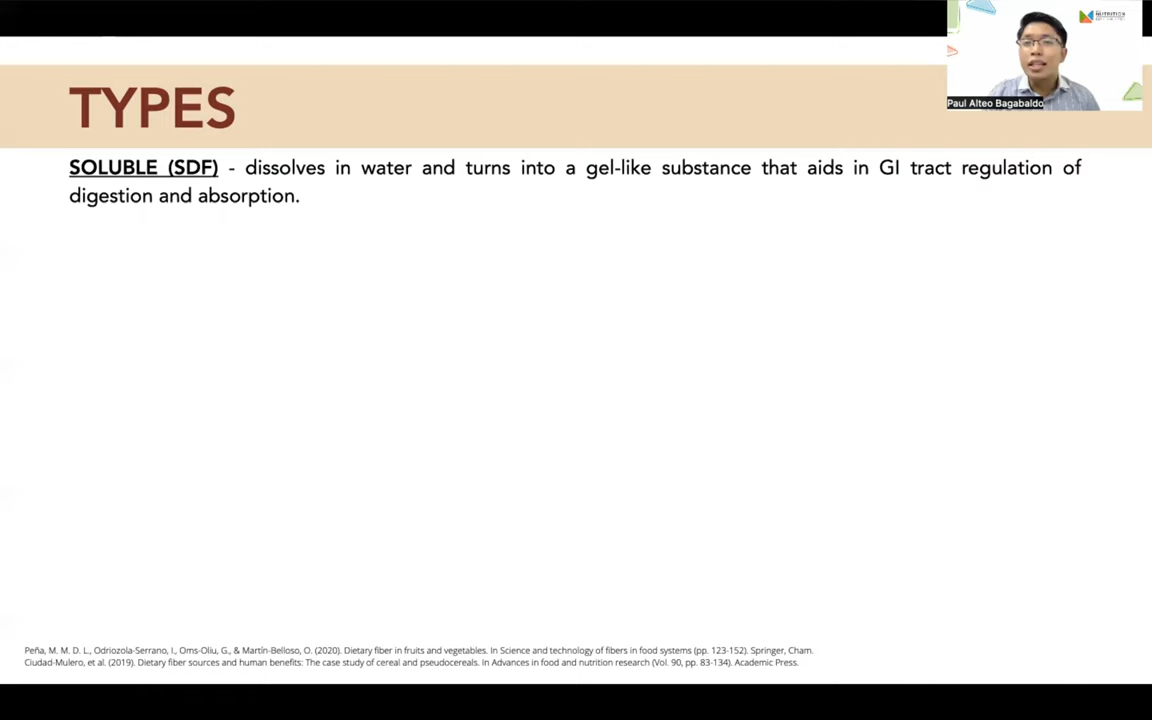 NUTRITION
Paul Alteo Bagabaldo
TYPES
SOLUBLE (SDF) - dissolves in water and turns into a gel-like substance that aids in GI tract regulation of
digestion and absorption.
Peña, M. M. D. L., Odriozola-Serrano, I., Oms-Oliu, G., & Martín-Belloso, O. (2020). Dietary fiber in fruits and vegetables. In Science and technology of fibers in food systems (pp. 123-152). Springer, Cham.
Ciudad-Mulero, et al. (2019). Dietary fiber sources and human benefits: The case study of cereal and pseudocereals. In Advances in food and nutrition research (Vol. 90, pp. 83-134). Academic Press.